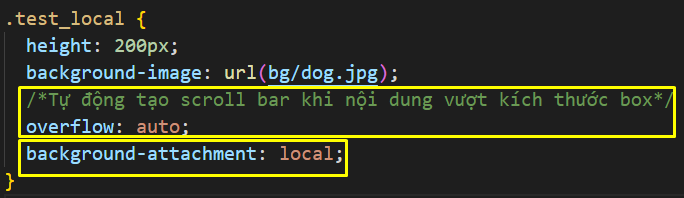 .test_local {
height: 200px;
background-image: url(bg/dog.jpg);
/*Tự động tạo scroll bar khi nội dung vượt kích thước box*/
overflow: auto;
background-attachment: local;
}